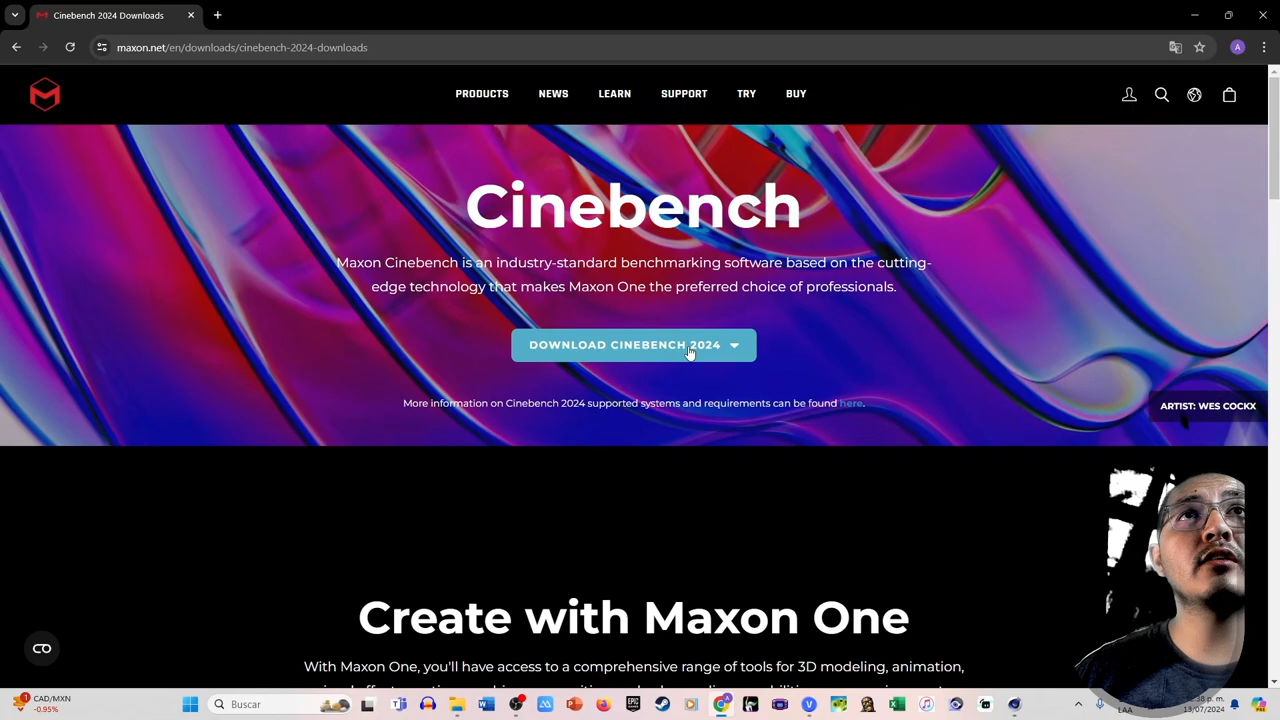 Cinebench 2024 Downloads
maxon.net/en/downloads/cinebench-2024-downloads
A
PRODUCTS NEWS LEARN SUPPORT TRY BUY
Cinebench
Maxon Cinebench is an industry-standard benchmarking software based on the cutting-
edge technology that makes Maxon One the preferred choice of professionals.
DOWNLOAD CINEBENCH 2024
More information on Cinebench 2024 supported systems and requirements can be found here.
ARTIST: WES COCKX
Create with Maxon One
With Maxon One, you'll have access to a comprehensive range of tools for 3D modeling, animation,
1
CAD/MXN
-0.95%
Buscar
EPIC
LAA
p. m.
13/07/2024